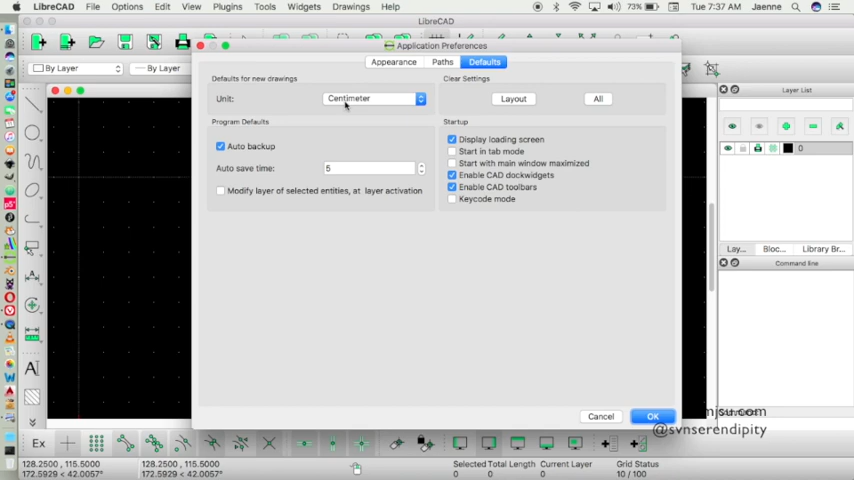 LibreCAD File Options Edit View Plugins Tools Widgets Drawings Help
73% Tue 7:37 AM Jaenne
LibreCAD
By Layer
By Layer
Application Preferences
Appearance Paths Defaults
Defaults for new drawings
Unit: Centimeter
Program Defaults
Auto backup
Auto save time: 5
Modify layer of selected entities, at layer activation
Clear Settings
Layout All
Startup
Display loading screen
Start in tab mode
Start with main window maximized
Enable CAD dockwidgets
Enable CAD toolbars
Keycode mode
Cancel OK
Layer List
0
Lay... Bloc... Library Br...
Command line
@svnserendipity
Ex
128.2500 , 115.5000
172.5929 < 42.0057°
128.2500 , 115.5000
172.5929 < 42.0057°
Selected Total Length Current Layer Grid Status
0 0 0 10 / 100